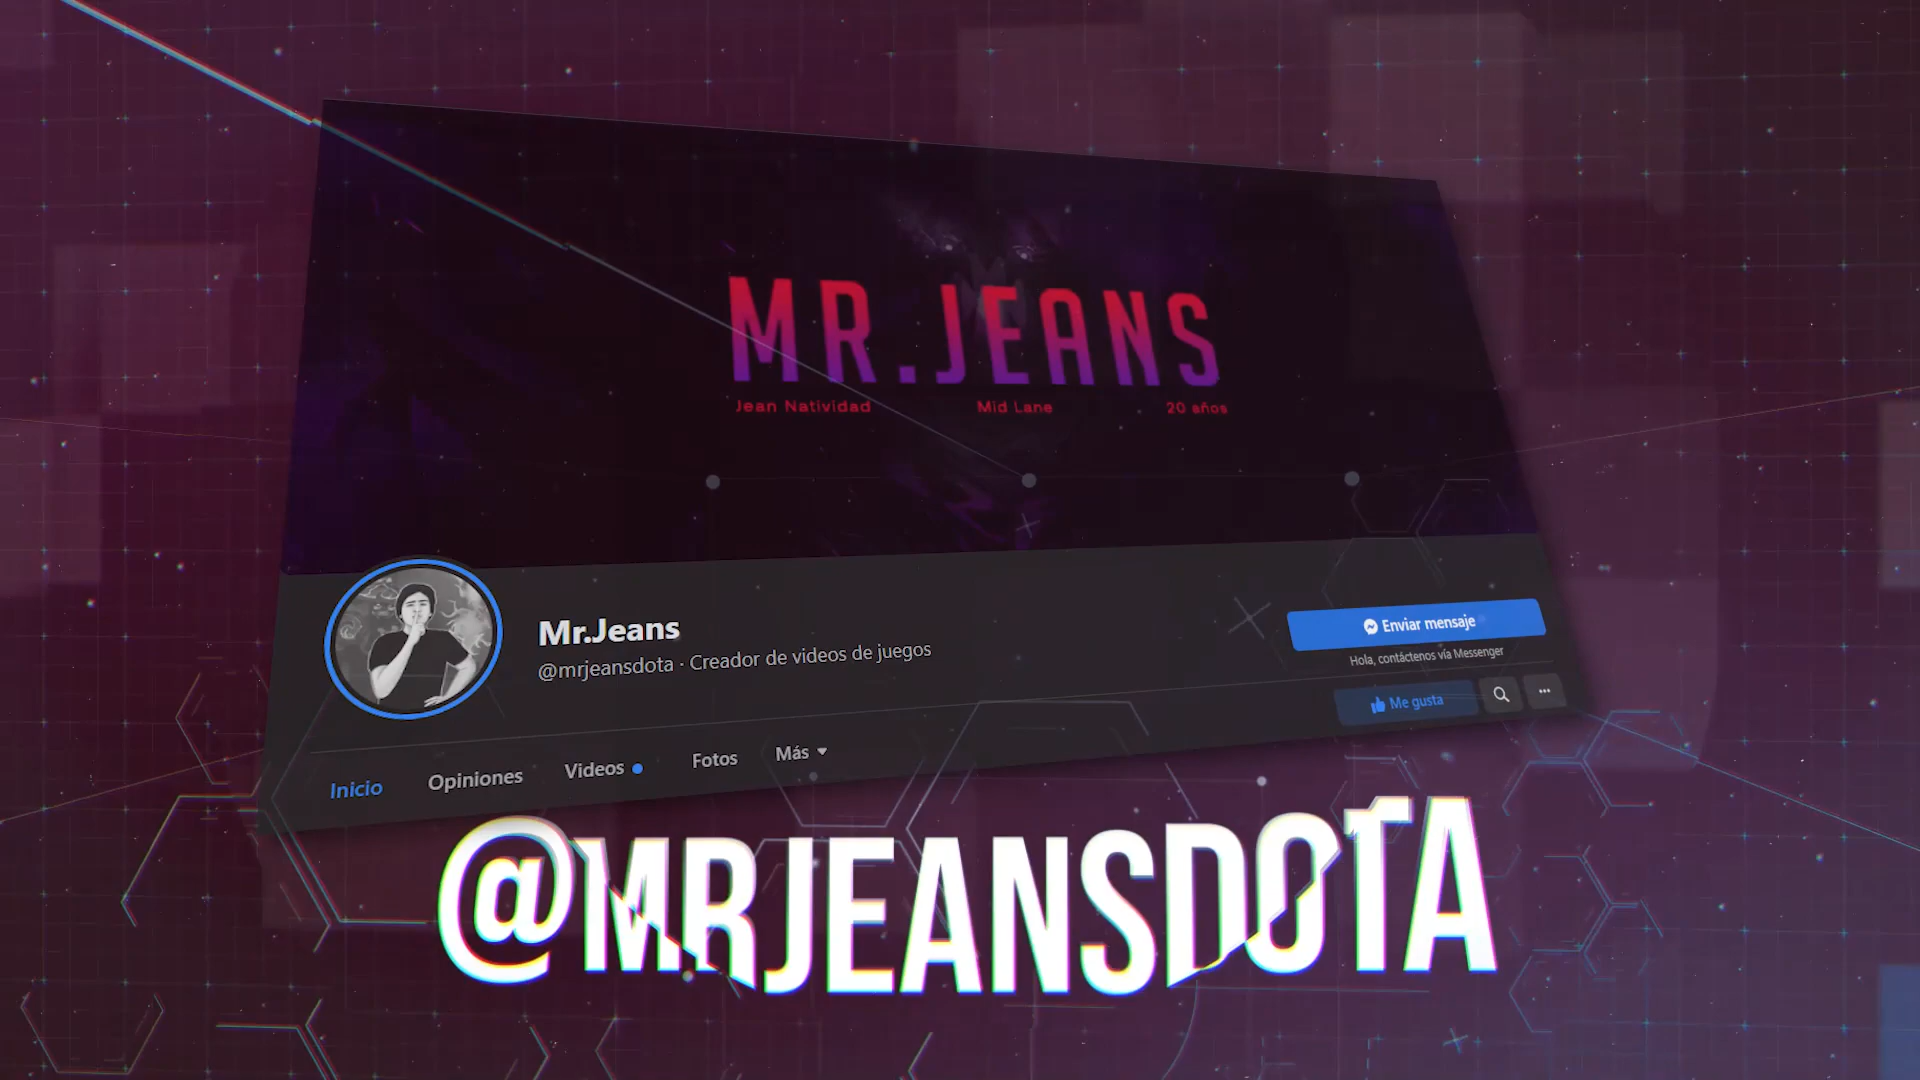 MR.JEANS
Jean Natividad Mid Lane 20 años
Mr.Jeans
@mrjeansdota · Creador de videos de juegos
Enviar mensaje
Hola, contáctenos vía Messenger
Me gusta
Inicio Opiniones Videos Fotos Más
@MRJEANSDOTA